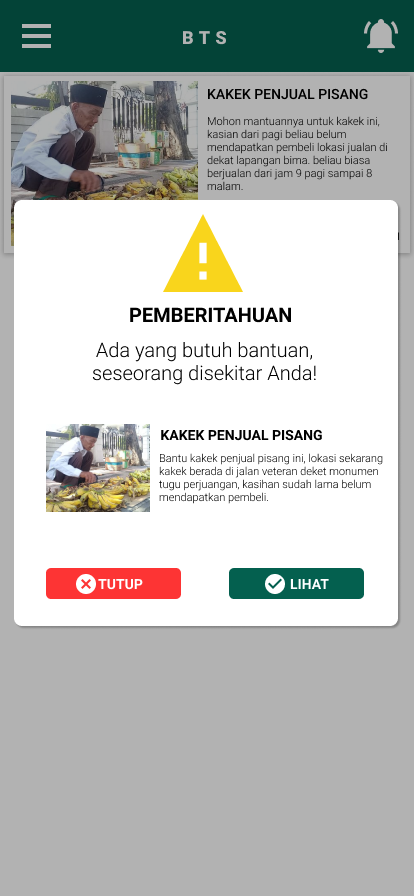 B T S
KAKEK PENJUAL PISANG
Mohon mantuannya untuk kakek ini,
kasian dari pagi beliau belum
mendapatkan pembeli lokasi jualan di
dekat lapangan bima. beliau biasa
berjualan dari jam 9 pagi sampai 8
malam.
PEMBERITAHUAN
Ada yang butuh bantuan,
seseorang disekitar Anda!
KAKEK PENJUAL PISANG
Bantu kakek penjual pisang ini, lokasi sekarang
kakek berada di jalan veteran deket monumen
tugu perjuangan, kasihan sudah lama belum
mendapatkan pembeli.
TUTUP
LIHAT